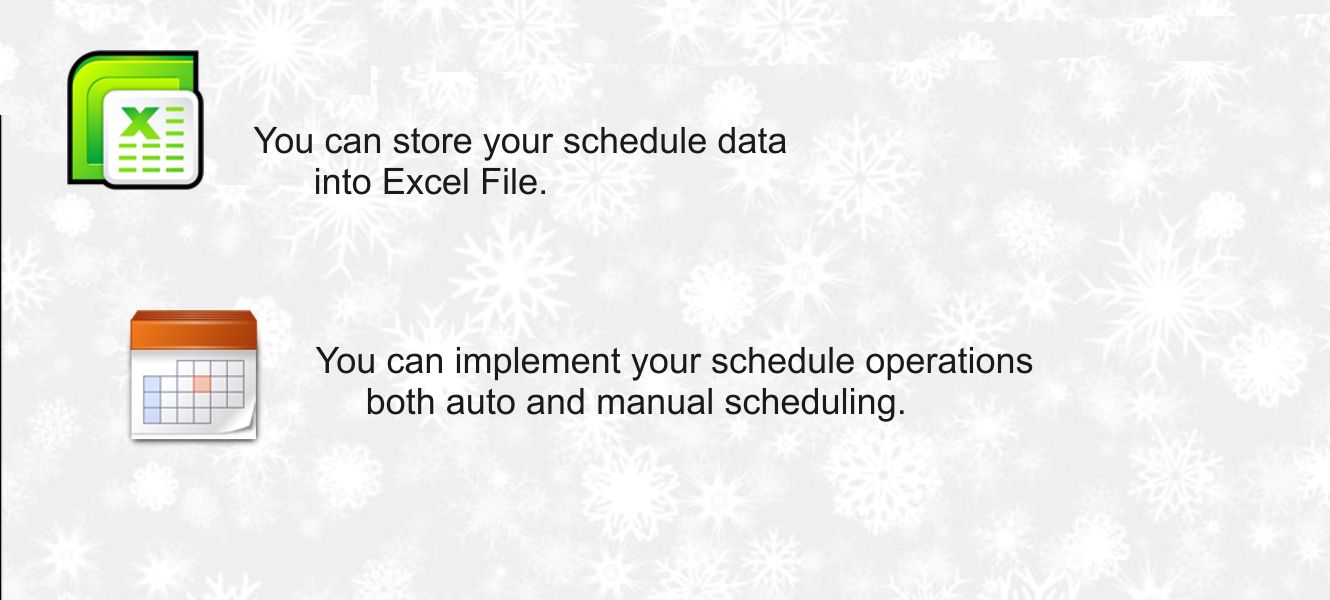 You can store your schedule data
into Excel File.
You can implement your schedule operations
both auto and manual scheduling.